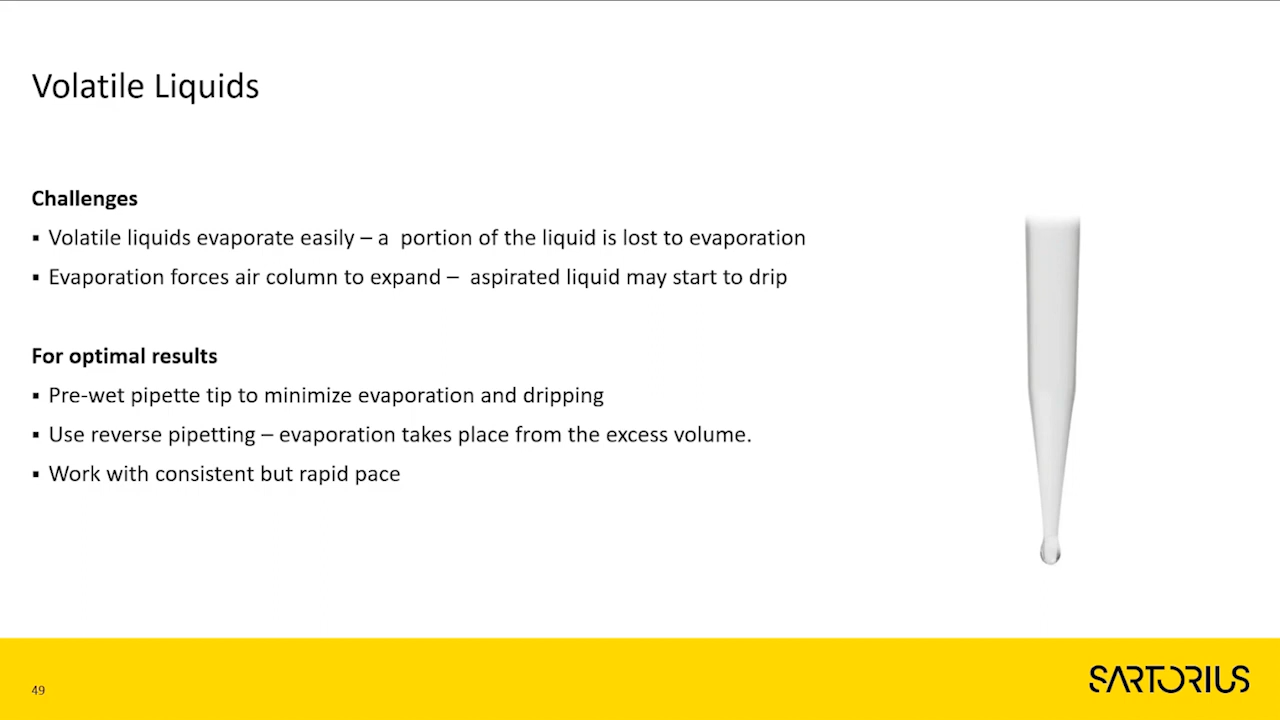 Volatile Liquids
Challenges
▪ Volatile liquids evaporate easily – a  portion of the liquid is lost to evaporation
▪ Evaporation forces air column to expand –  aspirated liquid may start to drip
For optimal results
▪ Pre-wet pipette tip to minimize evaporation and dripping
▪ Use reverse pipetting – evaporation takes place from the excess volume.
▪ Work with consistent but rapid pace
49
SARTORIUS